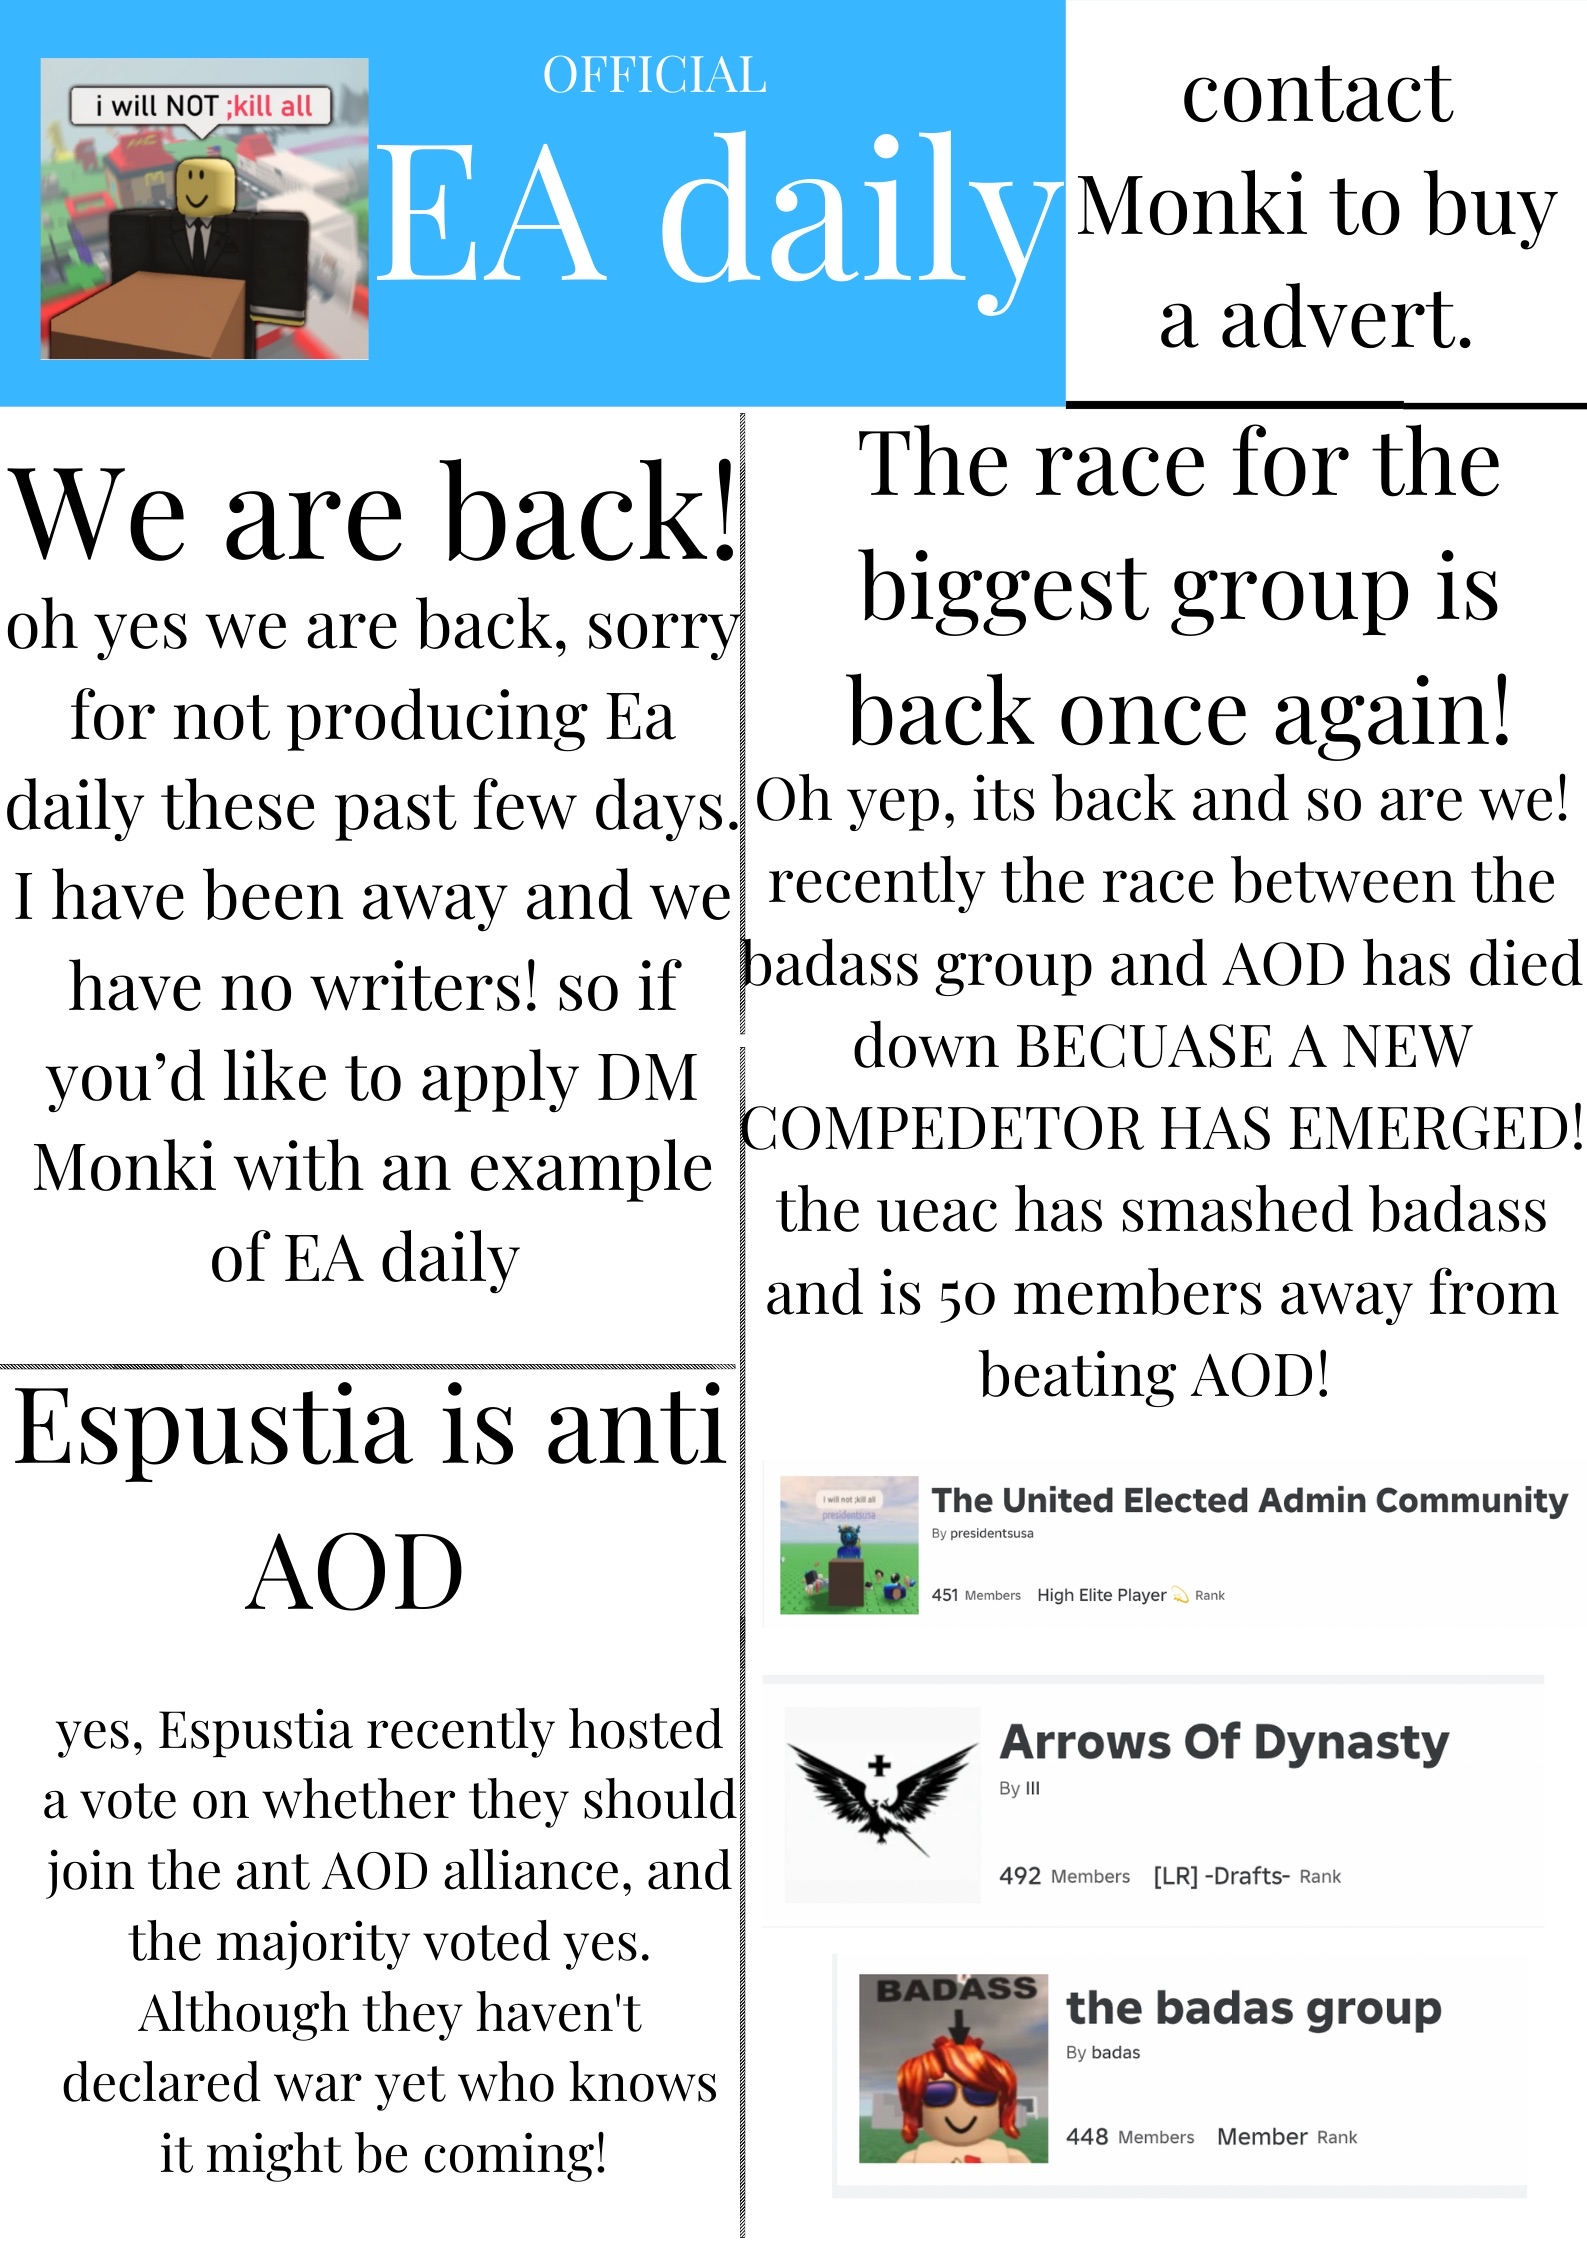 i will NOT ;kill all
OFFICIAL
EA daily
contact
Monki to buy
a advert.
We are back!
oh yes we are back, sorry
for not producing Ea
daily these past few days.
I have been away and we
have no writers! so if
you’d like to apply DM
Monki with an example
of EA daily
Espustia is anti
AOD
yes, Espustia recently hosted
a vote on whether they should
join the ant AOD alliance, and
the majority voted yes.
Although they haven't
declared war yet who knows
it might be coming!
The race for the
biggest group is
back once again!
Oh yep, its back and so are we!
recently the race between the
badass group and AOD has died
down BECUASE A NEW
COMPEDETOR HAS EMERGED!
the ueac has smashed badass
and is 50 members away from
beating AOD!
I will not ;kill all
presidentsusa
The United Elected Admin Community
By presidentsusa
451 Members High Elite Player 💫 Rank
Arrows Of Dynasty
By III
492 Members [LR] -Drafts- Rank
BADASS
the badas group
By badas
448 Members Member Rank